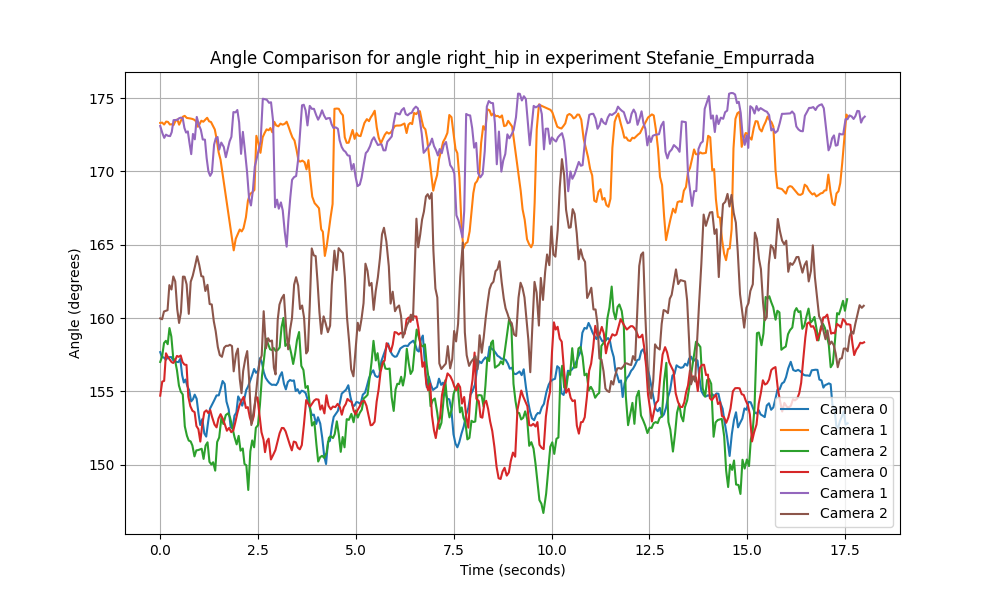 Angle Comparison for angle right_hip in experiment Stefanie_Empurrada
Angle (degrees)
175
170
165
160
155
150
0.0 2.5 5.0 7.5 10.0 12.5 15.0 17.5
Time (seconds)
Camera 0
Camera 1
Camera 2
Camera 0
Camera 1
Camera 2